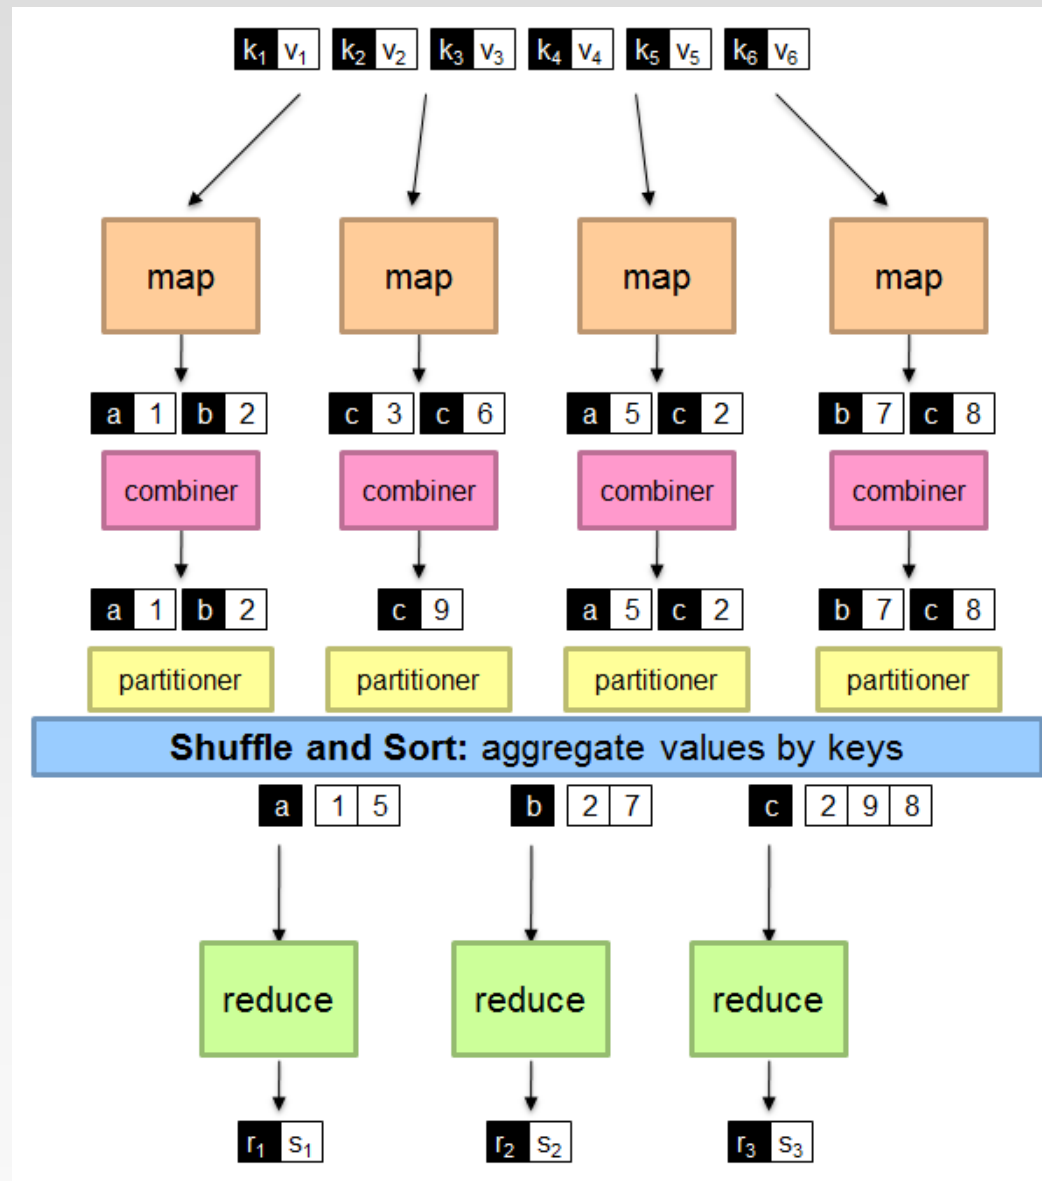 k1 v1 k2 v2 k3 v3 k4 v4 k5 v5 k6 v6
map map map map
a 1 b 2 c 3 c 6 a 5 c 2 b 7 c 8
combiner combiner combiner combiner
a 1 b 2 c 9 a 5 c 2 b 7 c 8
partitioner partitioner partitioner partitioner
Shuffle and Sort: aggregate values by keys
a 1 5 b 2 7 c 2 9 8
reduce reduce reduce
r1 s1 r2 s2 r3 s3